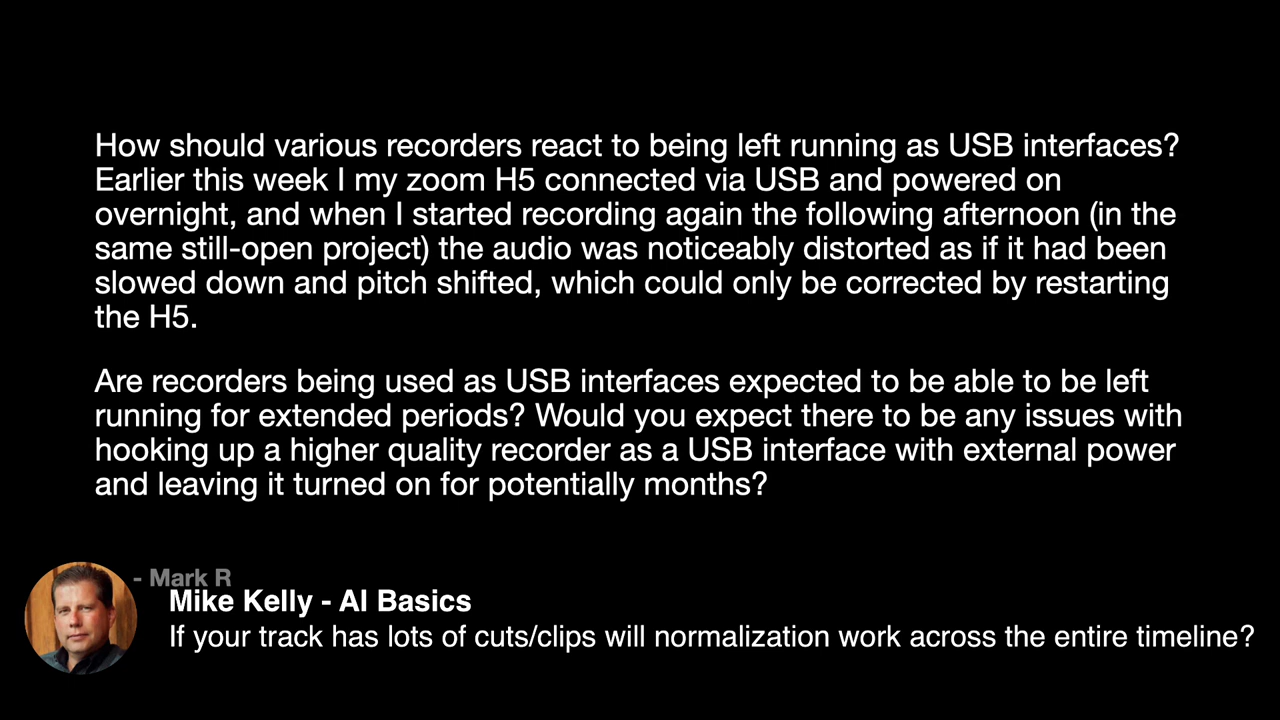 How should various recorders react to being left running as USB interfaces?
Earlier this week I my zoom H5 connected via USB and powered on
overnight, and when I started recording again the following afternoon (in the
same still-open project) the audio was noticeably distorted as if it had been
slowed down and pitch shifted, which could only be corrected by restarting
the H5.
Are recorders being used as USB interfaces expected to be able to be left
running for extended periods? Would you expect there to be any issues with
hooking up a higher quality recorder as a USB interface with external power
and leaving it turned on for potentially months?
- Mark R
Mike Kelly - AI Basics
If your track has lots of cuts/clips will normalization work across the entire timeline?